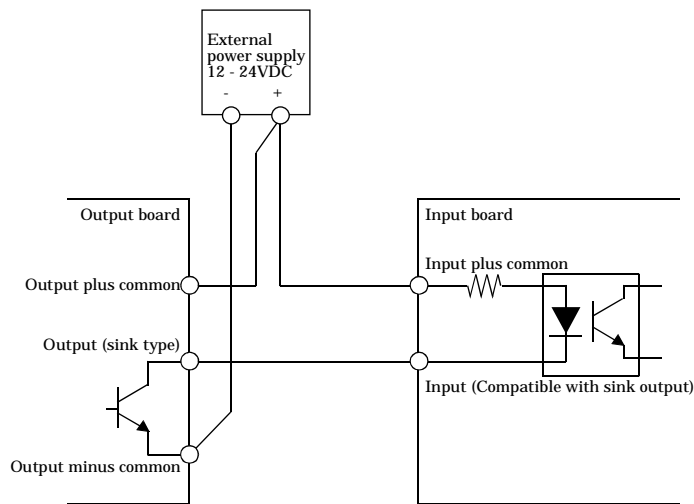 External
power supply
12 - 24VDC
- +
Output board
Input board
Output plus common
Input plus common
Output (sink type)
Input (Compatible with sink output)
Output minus common